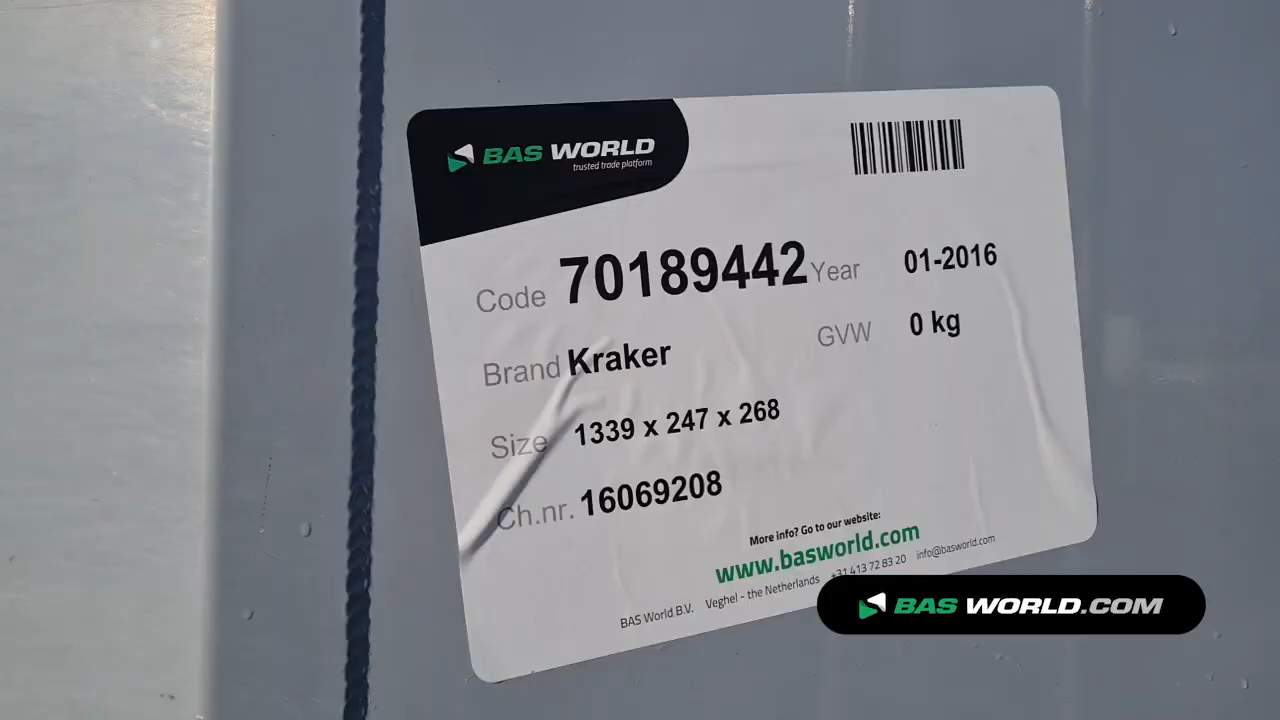 BAS WORLD
trusted trade platform
Code 70189442 Year 01-2016
Brand Kraker GVW 0 kg
Size 1339 x 247 x 268
Ch.nr. 16069208
More info? Go to our website:
www.basworld.com
BAS World B.V. Veghel - the Netherlands +31 413 72 83 20 info@basworld.com
BAS WORLD.COM